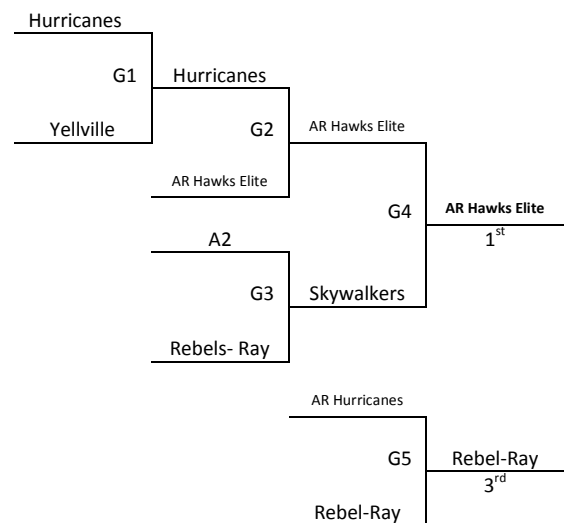 Hurricanes
G1
Hurricanes
Yellville
G2
AR Hawks Elite
AR Hawks Elite
G4
AR Hawks Elite
1st
A2
G3
Skywalkers
Rebels- Ray
AR Hurricanes
G5
Rebel-Ray
3rd
Rebel-Ray